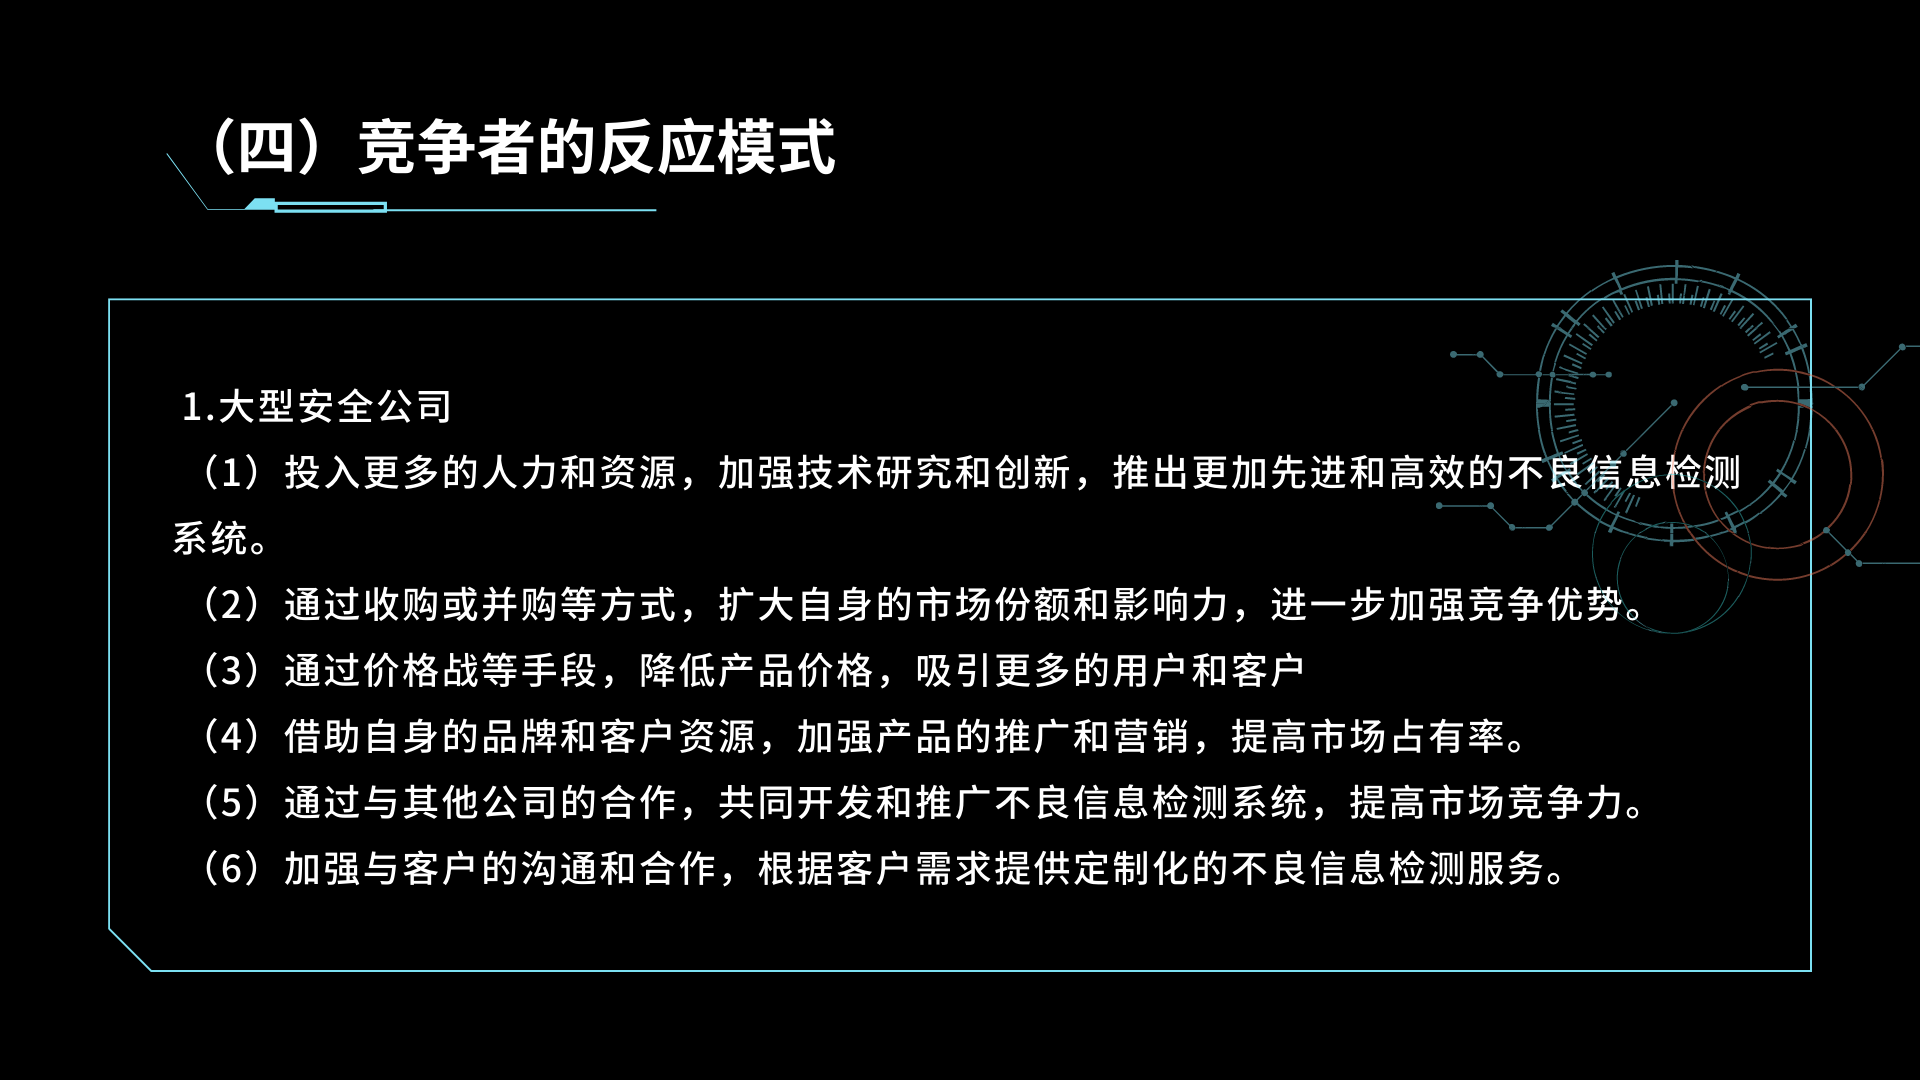 （四）竞争者的反应模式
1.大型安全公司
（1）投入更多的人力和资源，加强技术研究和创新，推出更加先进和高效的不良信息检测
系统。
（2）通过收购或并购等方式，扩大自身的市场份额和影响力，进一步加强竞争优势。
（3）通过价格战等手段，降低产品价格，吸引更多的用户和客户
（4）借助自身的品牌和客户资源，加强产品的推广和营销，提高市场占有率。
（5）通过与其他公司的合作，共同开发和推广不良信息检测系统，提高市场竞争力。
（6）加强与客户的沟通和合作，根据客户需求提供定制化的不良信息检测服务。